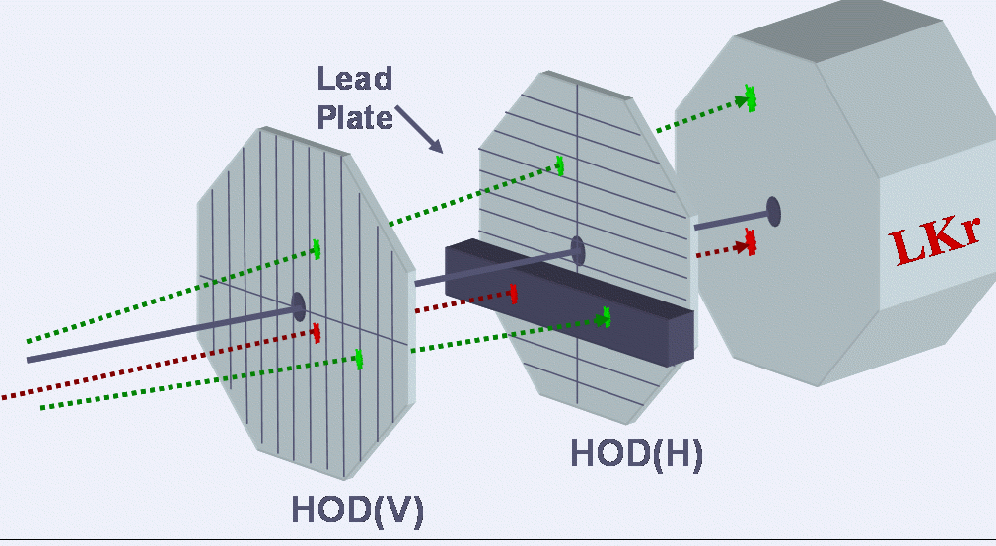 Lead
Plate
LKr
HOD(H)
HOD(V)